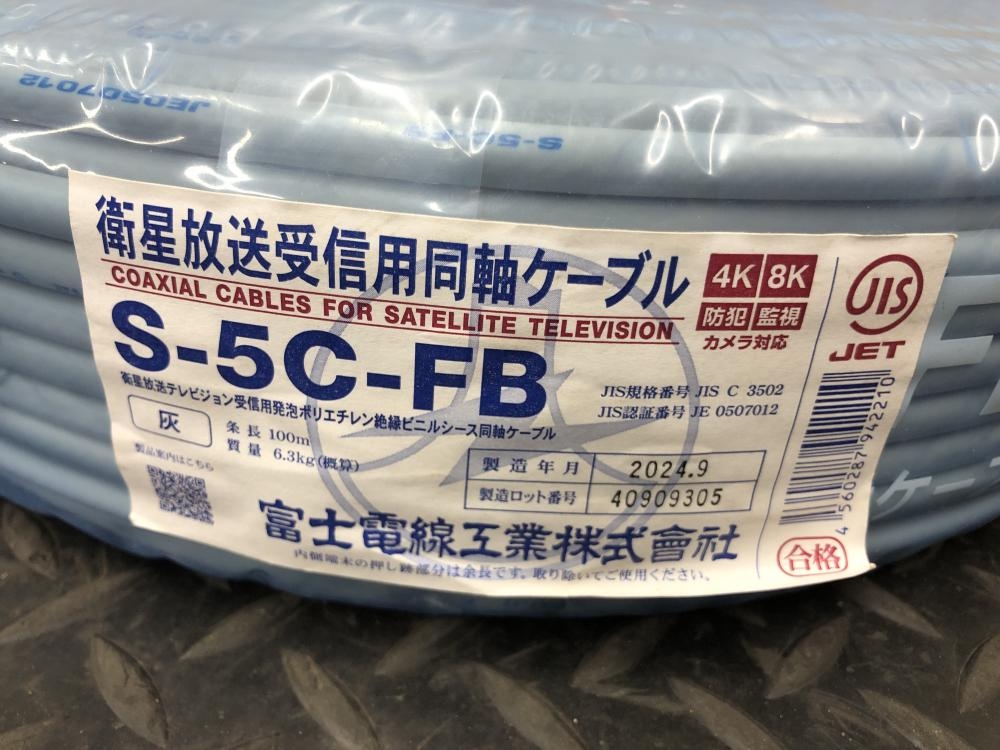 JE0507012
S-5C-FB
衛星放送受信用同軸ケーブル
COAXIAL CABLES FOR SATELLITE TELEVISION
S-5C-FB
衛星放送テレビジョン受信用発泡ポリエチレン絶縁ビニルシース同軸ケーブル
4K 8K
防犯 監視
カメラ対応
JIS
JET
JIS規格番号 JIS C 3502
JIS認証番号 JE 0507012
灰
条長 100m
質量 6.3kg(概算)
製品案内はこちら
製造年月 2024.9
製造ロット番号 40909305
富士電線工業株式會社
内側端末の押し跡部分は余長です。取り除いてご使用ください。
4560287942210
合格
ケー